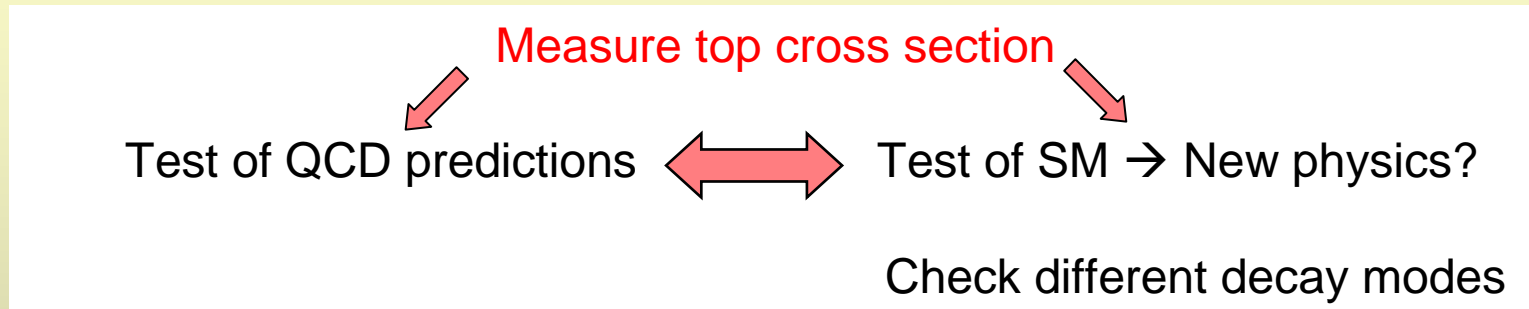 Measure top cross section
Test of QCD predictions
Test of SM → New physics?
Check different decay modes